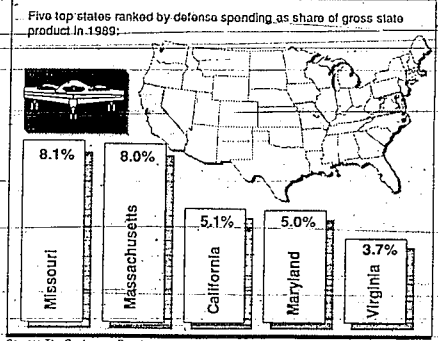 Five top states ranked by defense spending as share of gross state
product in 1989:
8.1%
Missouri
8.0%
Massachusetts
5.1%
California
5.0%
Maryland
3.7%
Virginia